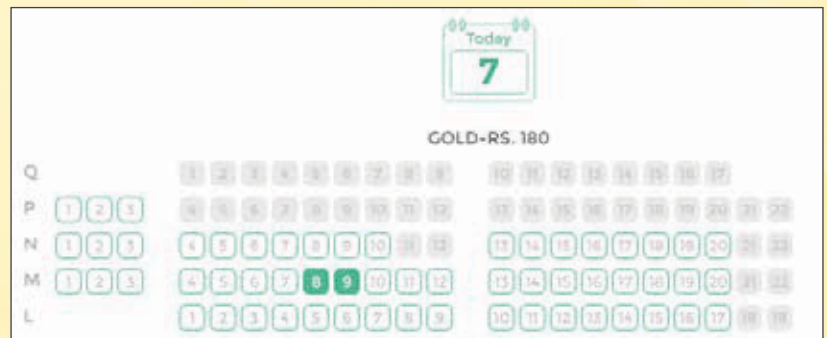 Today
7
GOLD-RS. 180
Q 1 2 3 4 5 6 7 8 9 10 11 12 13 14 15 16 17
P 1 2 3 4 5 6 7 8 9 10 11 12 13 14 15 16 17 18 19 20 21 22
N 1 2 3 4 5 6 7 8 9 10 11 12 13 14 15 16 17 18 19 20 21 22
M 1 2 3 4 5 6 7 8 9 10 11 12 13 14 15 16 17 18 19 20 21 22
L 1 2 3 4 5 6 7 8 9 10 11 12 13 14 15 16 17 18 19